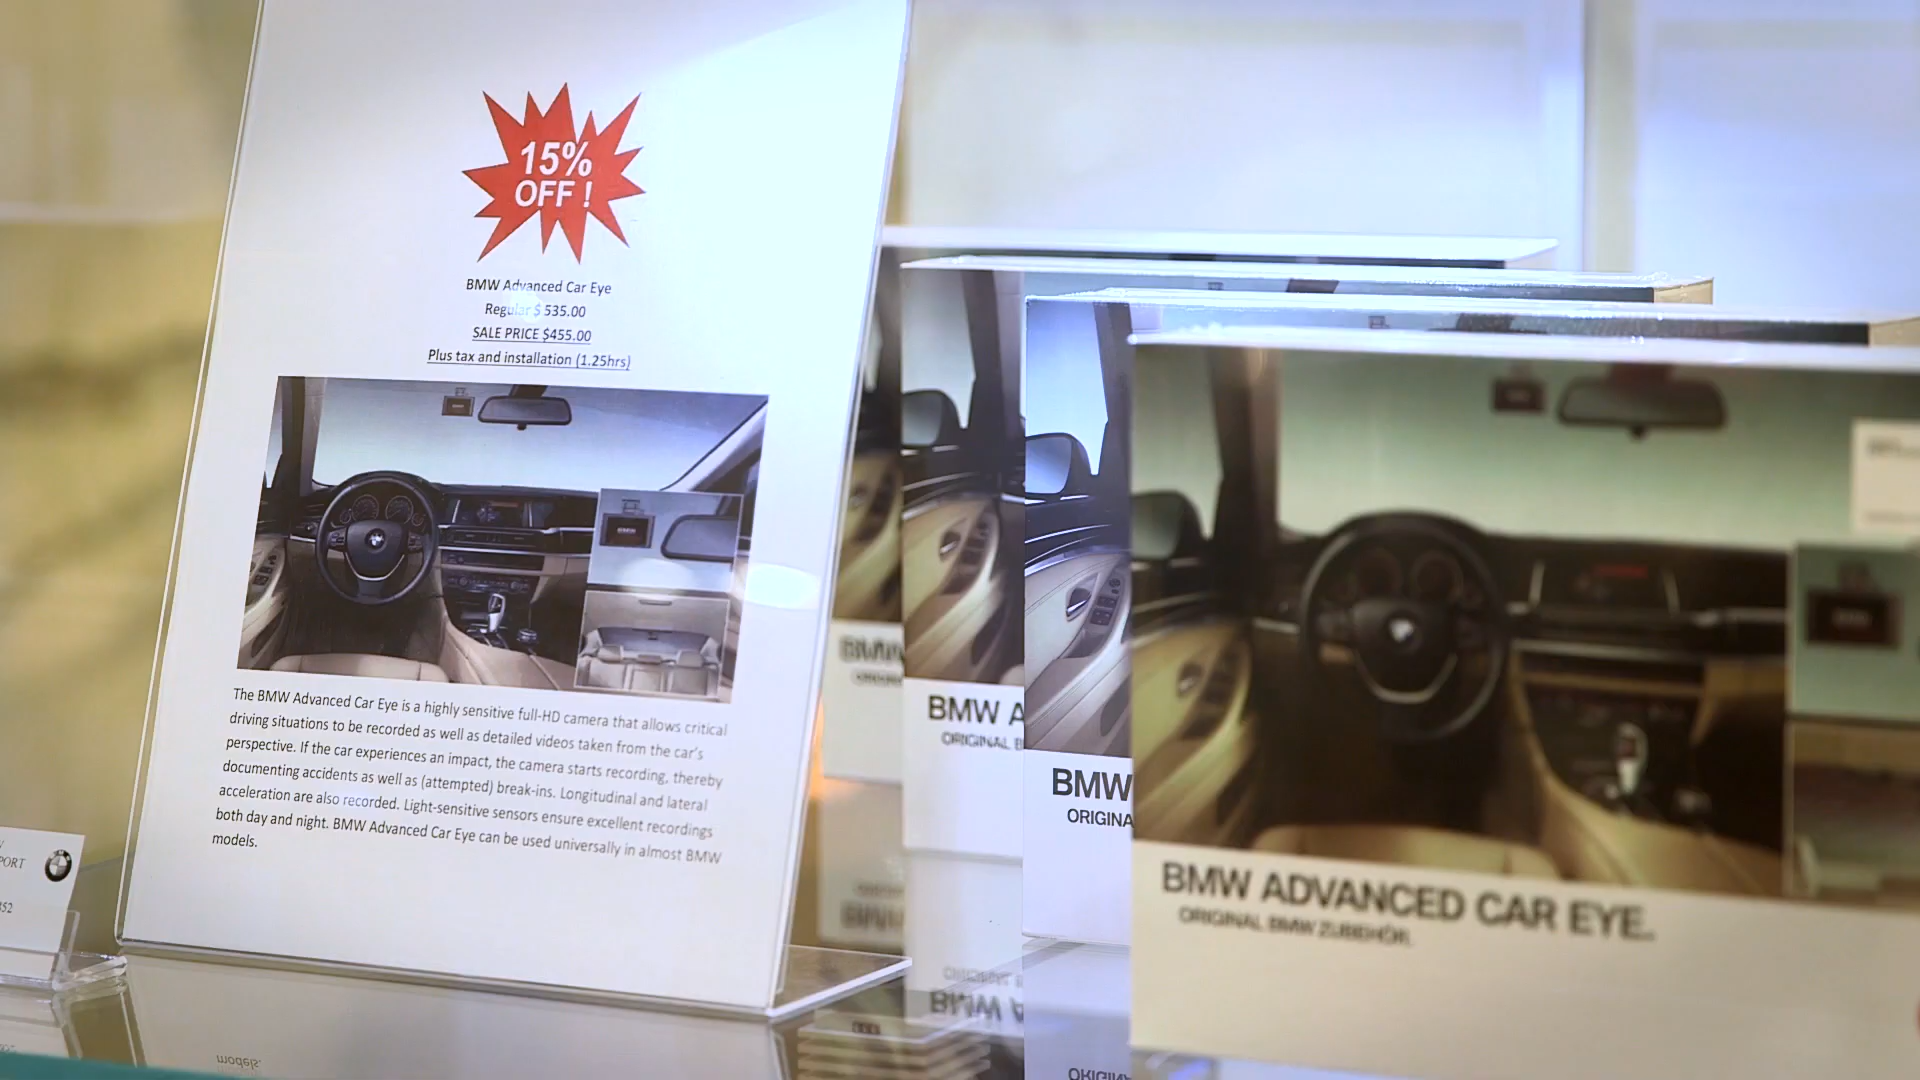 15%
OFF !
BMW Advanced Car Eye
Regular $ 535.00
SALE PRICE $455.00
Plus tax and installation (1.25hrs)
The BMW Advanced Car Eye is a highly sensitive full-HD camera that allows critical
driving situations to be recorded as well as detailed videos taken from the car's
perspective. If the car experiences an impact, the camera starts recording, thereby
documenting accidents as well as (attempted) break-ins. Longitudinal and lateral
acceleration are also recorded. Light-sensitive sensors ensure excellent recordings
both day and night. BMW Advanced Car Eye can be used universally in almost BMW
models.
PORT
352
BMW
BMW A
ORIGINAL B
BMW
ORIGINA
BMW ADVANCED CAR EYE.
ORIGINAL BMW ZUBEHÖR.